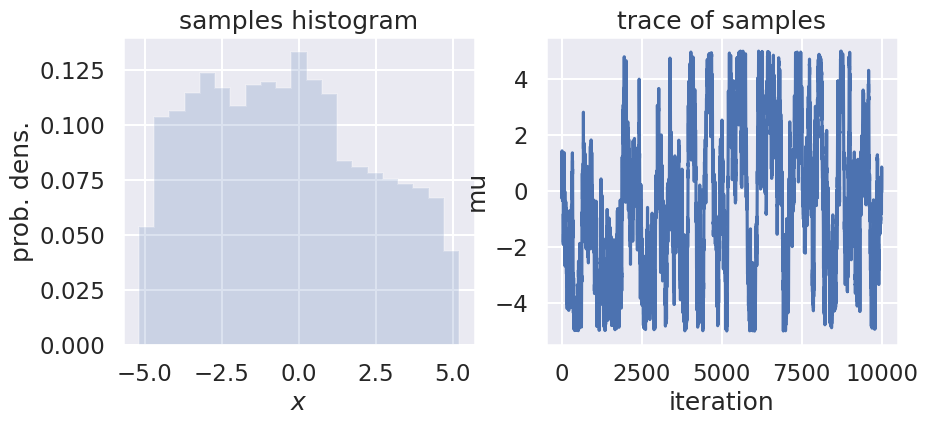 samples histogram
prob. dens.
0.125
0.100
0.075
0.050
0.025
0.000
−5.0 −2.5 0.0 2.5 5.0
x
trace of samples
mu
4
2
0
−2
−4
0 2500 5000 7500 10000
iteration